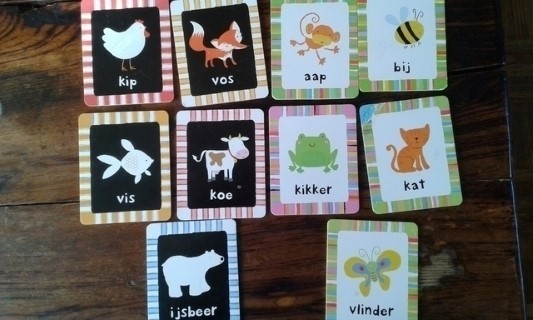 kip
vos
aap
bij
vis
koe
kikker
kat
ijsbeer
vlinder